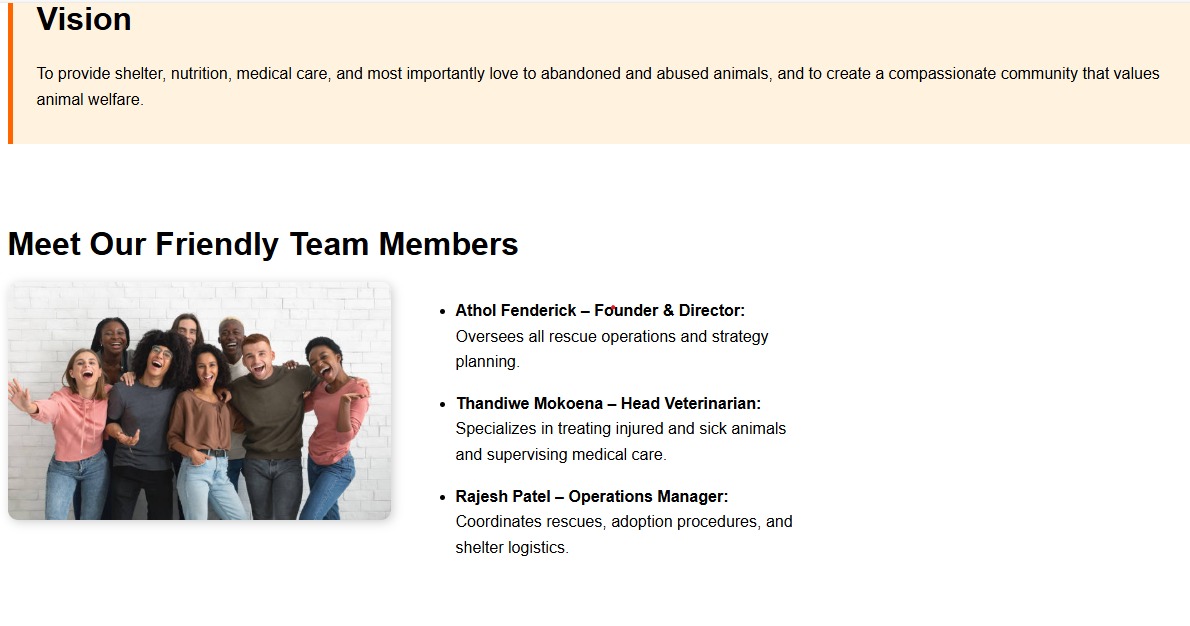 Vision
To provide shelter, nutrition, medical care, and most importantly love to abandoned and abused animals, and to create a compassionate community that values
animal welfare.
Meet Our Friendly Team Members
• Athol Fenderick – Founder & Director:
Oversees all rescue operations and strategy
planning.
• Thandiwe Mokoena – Head Veterinarian:
Specializes in treating injured and sick animals
and supervising medical care.
• Rajesh Patel – Operations Manager:
Coordinates rescues, adoption procedures, and
shelter logistics.